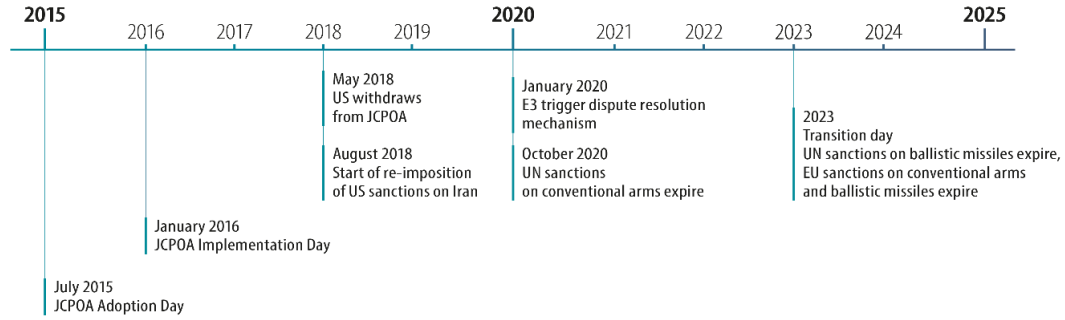 2015
2016
2017
2018
2019
2020
2021
2022
2023
2024
2025
May 2018
US withdraws
from JCPOA
August 2018
Start of re-imposition
of US sanctions on Iran
January 2020
E3 trigger dispute resolution
mechanism
October 2020
UN sanctions
on conventional arms expire
2023
Transition day
UN sanctions on ballistic missiles expire,
EU sanctions on conventional arms
and ballistic missiles expire
January 2016
JCPOA Implementation Day
July 2015
JCPOA Adoption Day